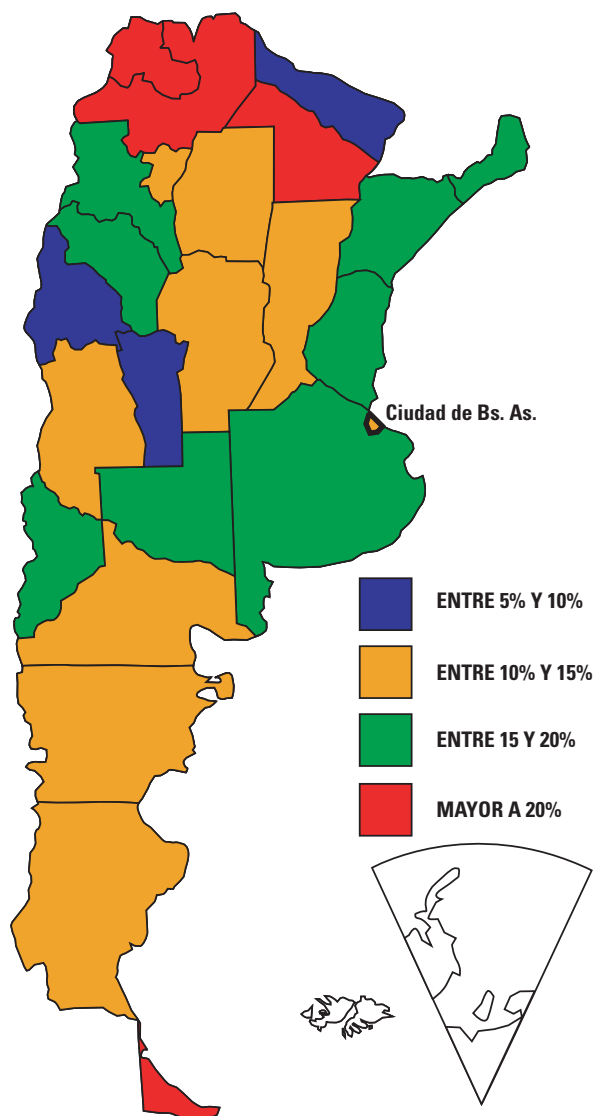 Ciudad de Bs. As.
ENTRE 5% Y 10%
ENTRE 10% Y 15%
ENTRE 15 Y 20%
MAYOR A 20%